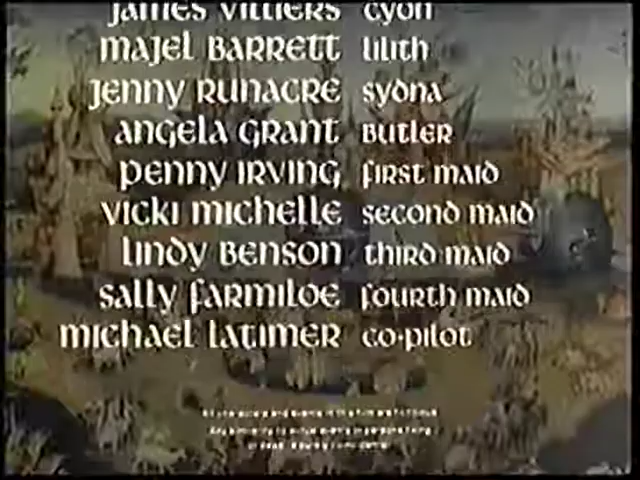 JAMES VILLIERS CYON
MAJEL BARRETT LILITH
JENNY RUNACRE SYDNA
ANGELA GRANT BUTLER
PENNY IRVING FIRST MAID
VICKI MICHELLE SECOND MAID
LINDY BENSON THIRD MAID
SALLY FARMILOE FOURTH MAID
MICHAEL LATIMER CO-PILOT